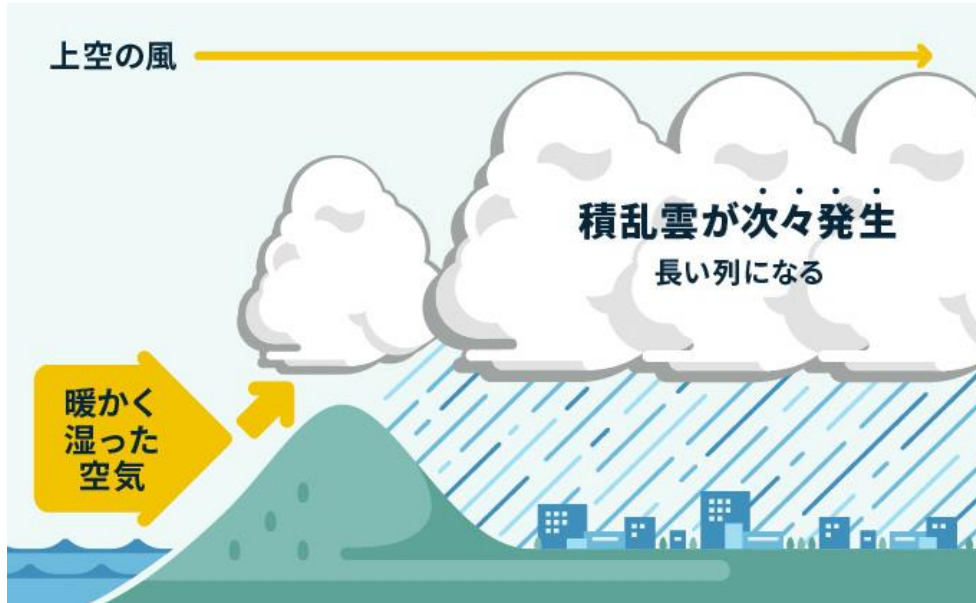 上空の風
積乱雲が次々発生
長い列になる
暖かく
湿った
空気